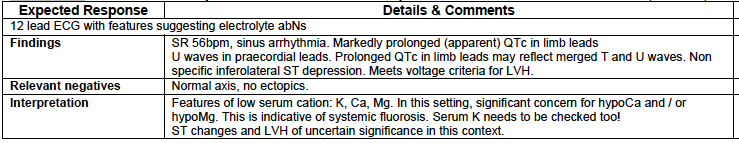 Expected Response Details & Comments
12 lead ECG with features suggesting electrolyte abNs
Findings SR 56bpm, sinus arrhythmia. Markedly prolonged (apparent) QTc in limb leads
U waves in praecordial leads. Prolonged QTc in limb leads may reflect merged T and U waves. Non
specific inferolateral ST depression. Meets voltage criteria for LVH.
Relevant negatives Normal axis, no ectopics.
Interpretation Features of low serum cation: K, Ca, Mg. In this setting, significant concern for hypoCa and / or
hypoMg. This is indicative of systemic fluorosis. Serum K needs to be checked too!
ST changes and LVH of uncertain significance in this context.